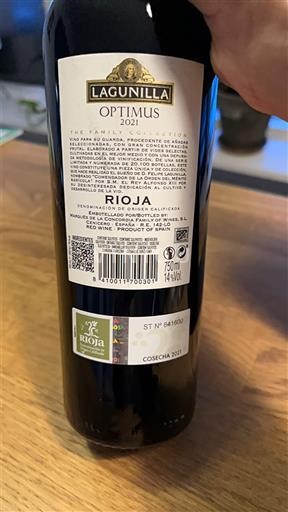 LAGUNILLA
OPTIMUS
2021
THE FAMILY COLLECTION
VINO PARA SU GUARDA, PROCEDENTE DE AÑADAS
SELECCIONADAS, CON GRAN CONCENTRACIÓN
FRUTAL. ELABORADO A PARTIR DE VIDES SELECTAS
CULTIVADAS EN EL MEJOR MEDIO Y CON UNA DEPURADA
METODOLOGÍA DE VINIFICACIÓN, DE UNA SERIE
LIMITADA Y NUMERADA DE 20.100 BOTELLAS. ESTE
VINO CONSTITUYE UNA PIEZA ÚNICA Y DE COLECCIÓN,
QUE HACE REALIDAD EL SUEÑO DE D. FELIPE LAGUNILLA,
NOMBRADO "COMENDADOR DE LA ORDEN DEL MÉRITO
AGRÍCOLA" POR S.M. EL REY ALFONSO XIII POR
SU DESINTERESADA DEDICACIÓN AL CULTIVO Y
DESARROLLO DE LA VID.
RIOJA
DENOMINACIÓN DE ORIGEN CALIFICADA
EMBOTELLADO POR/BOTTLED BY:
MARQUES DE LA CONCORDIA FAMILY OF WINES, S.L.
CENICERO - ESPAÑA - R.E. 142-LO
RED WINE - PRODUCT OF SPAIN
750ml
14%Vol.
8 410011 700301
RIOJA
ST Nº 841600
COSECHA 2021